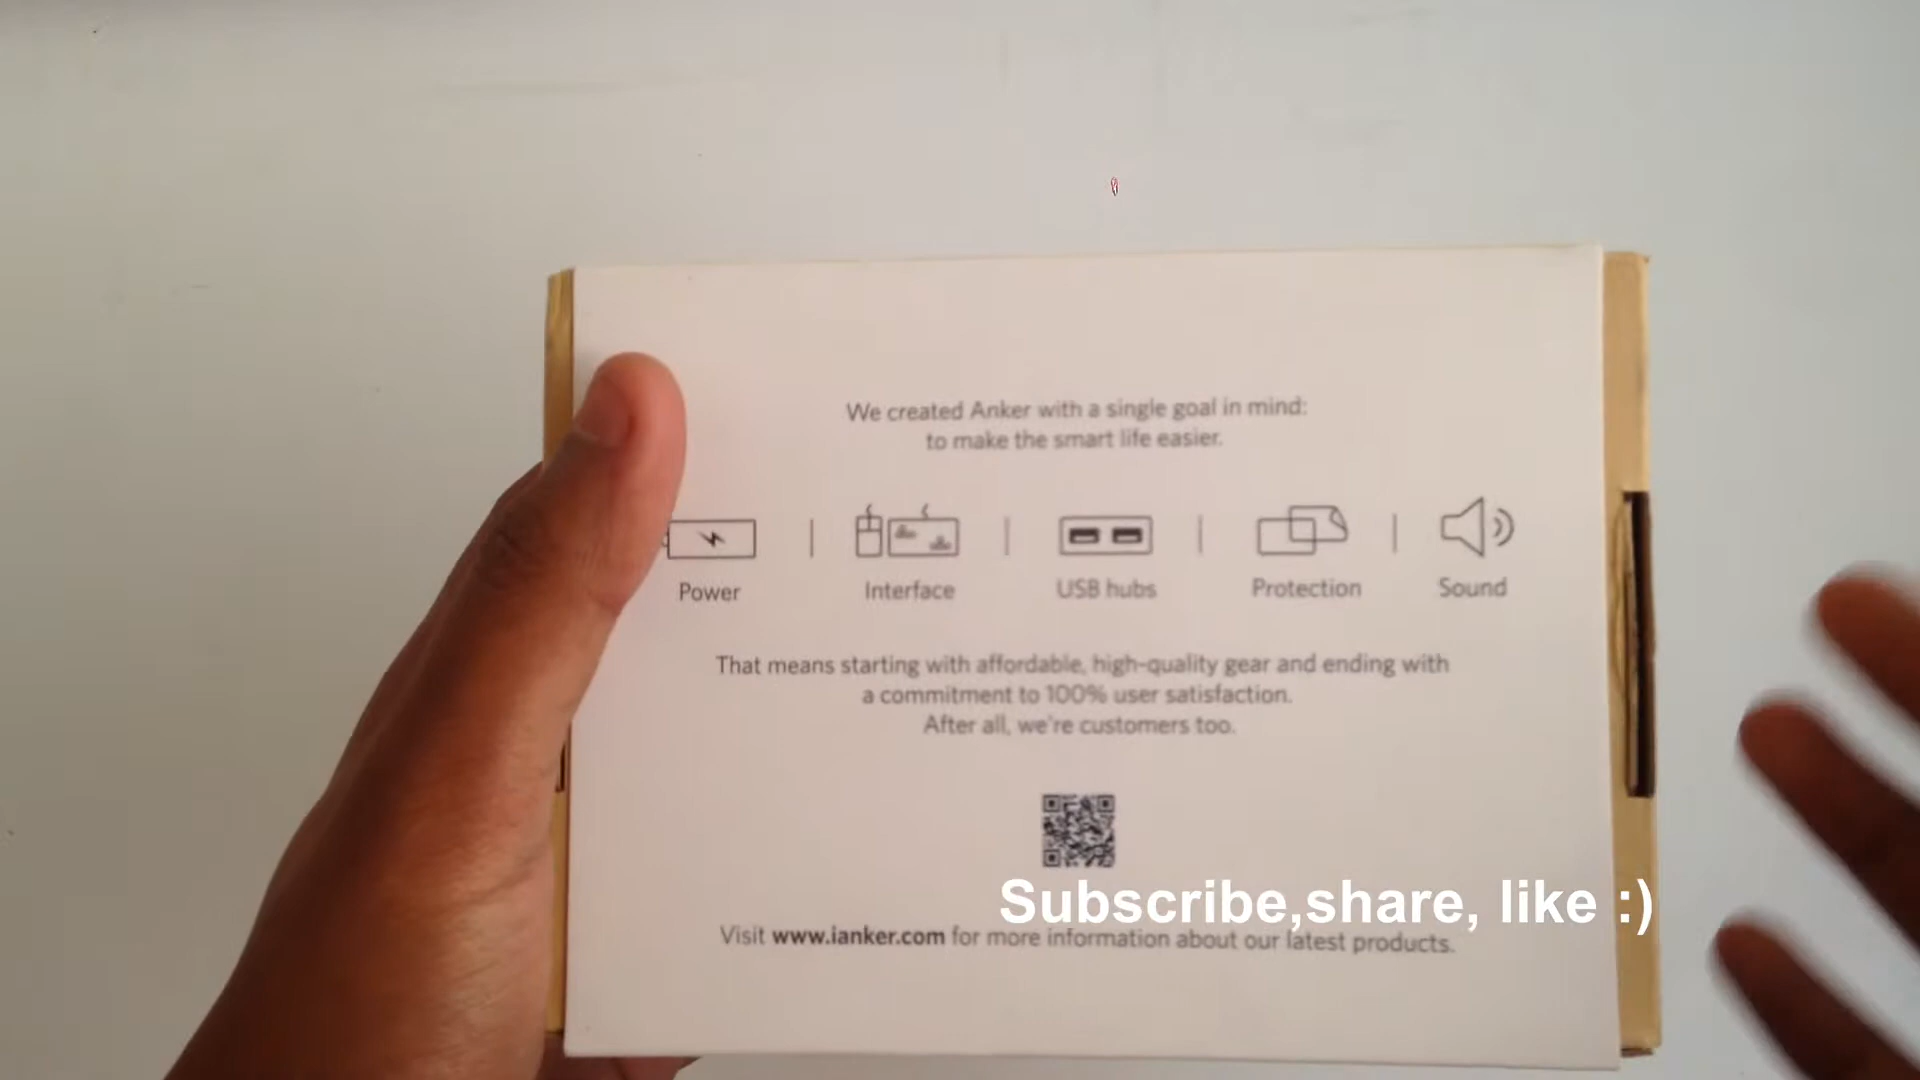 We created Anker with a single goal in mind:
to make the smart life easier.
Power | Interface | USB hubs | Protection | Sound
That means starting with affordable, high-quality gear and ending with
a commitment to 100% user satisfaction.
After all, we're customers too.
Subscribe,share, like :)
Visit www.ianker.com for more information about our latest products.